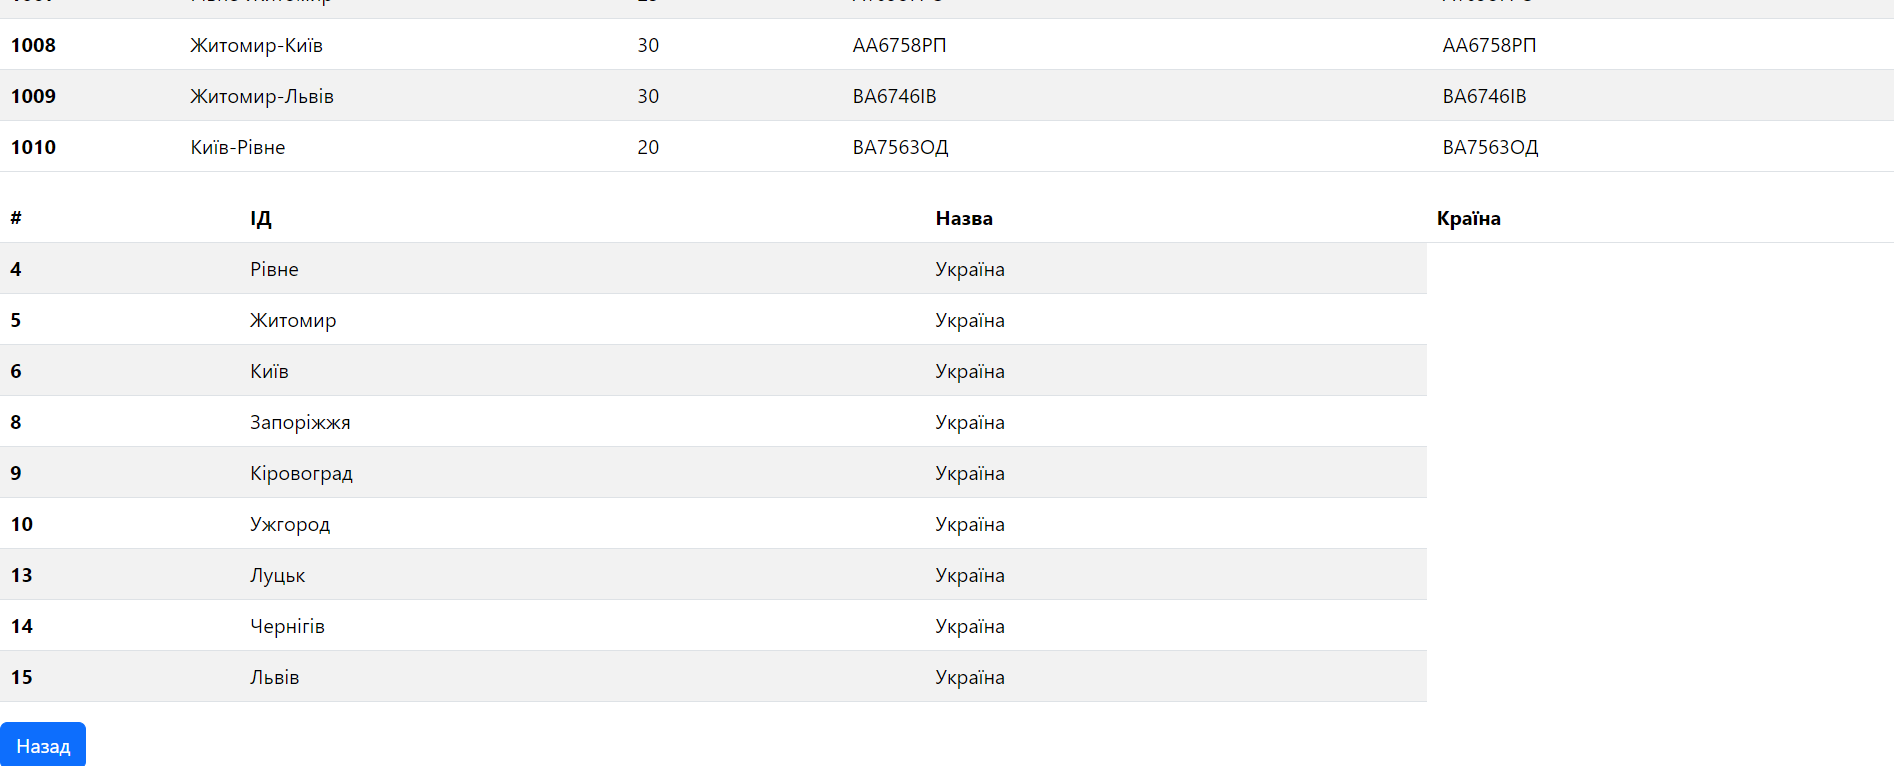 1008 Житомир-Київ 30 АА6758РП АА6758РП
1009 Житомир-Львів 30 ВА6746ІВ ВА6746ІВ
1010 Київ-Рівне 20 ВА7563ОД ВА7563ОД
# ІД Назва Країна
4 Рівне Україна
5 Житомир Україна
6 Київ Україна
8 Запоріжжя Україна
9 Кіровоград Україна
10 Ужгород Україна
13 Луцьк Україна
14 Чернігів Україна
15 Львів Україна
Назад